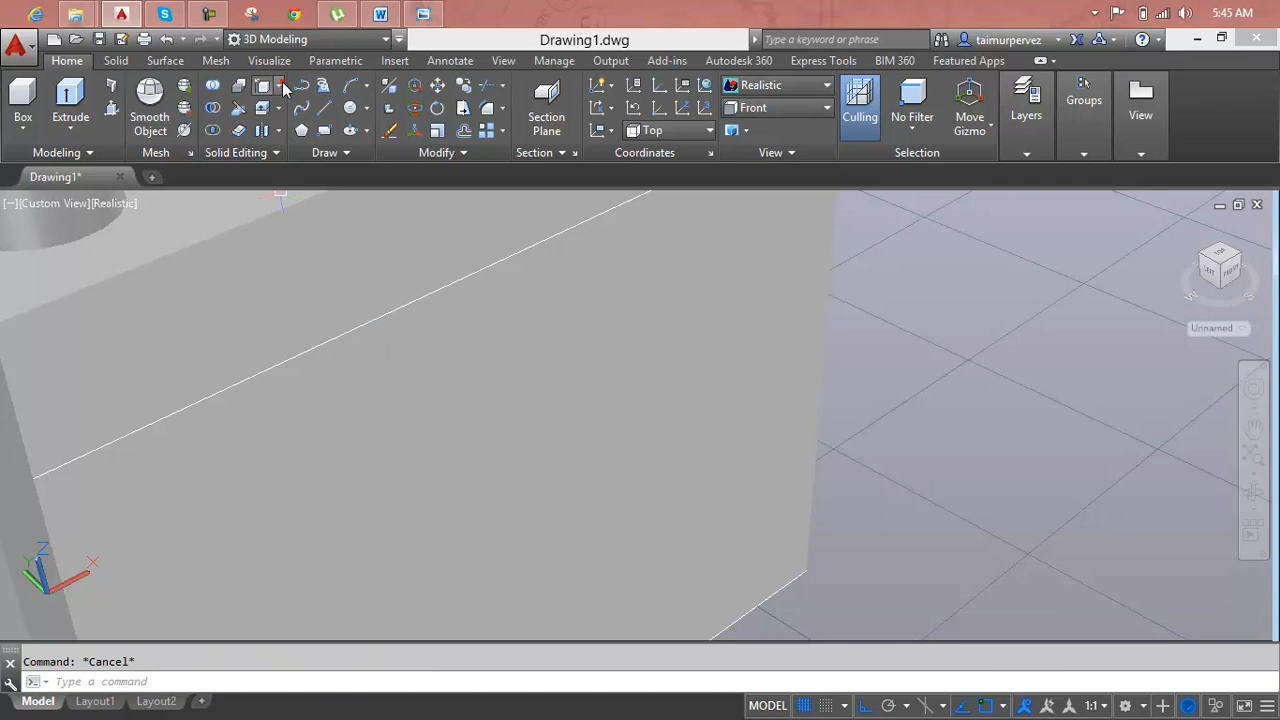 5:45 AM
3D Modeling
Drawing1.dwg
Type a keyword or phrase
taimurpervez
Home Solid Surface Mesh Visualize Parametric Insert Annotate View Manage Output Add-ins Autodesk 360 Express Tools BIM 360 Featured Apps
Box
Extrude
Smooth
Object
Section
Plane
Top
Realistic
Front
Culling
No Filter
Move
Gizmo
Layers
Groups
View
Modeling
Mesh
Solid Editing
Draw
Modify
Section
Coordinates
View
Selection
Drawing1*
[−][Custom View][Realistic]
TOP
LEFT
FRONT
Unnamed
Z
Y
X
Command: *Cancel*
Type a command
Model
Layout1
Layout2
MODEL
1:1